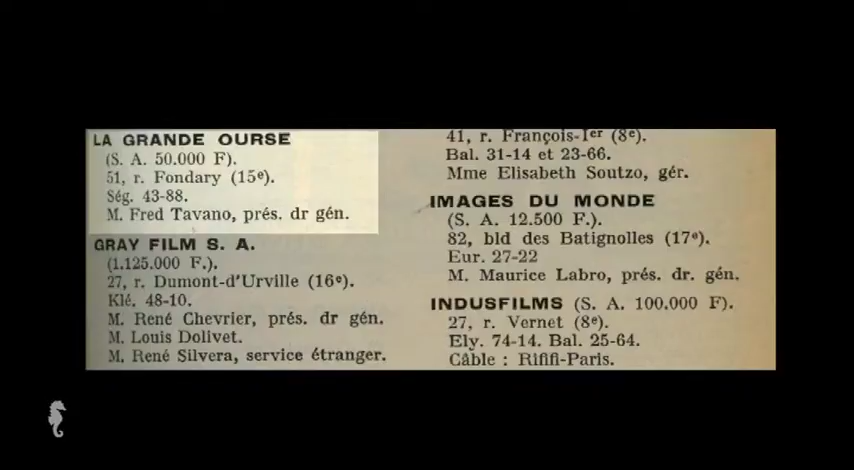 LA GRANDE OURSE
(S. A. 50.000 F).
51, r. Fondary (15e).
Ség. 43-88.
M. Fred Tavano, prés. dr gén.
GRAY FILM S. A.
(1.125.000 F.).
27, r. Dumont-d'Urville (16e).
Klé. 48-10.
M. René Chevrier, prés. dr gén.
M. Louis Dolivet.
M. René Silvera, service étranger.
41, r. François-Ier (8e).
Bal. 31-14 et 23-66.
Mme Elisabeth Soutzo, gér.
IMAGES DU MONDE
(S. A. 12.500 F.).
82, bld des Batignolles (17e).
Eur. 27-22
M. Maurice Labro, prés. dr. gén.
INDUSFILMS (S. A. 100.000 F).
27, r. Vernet (8e).
Ely. 74-14. Bal. 25-64.
Câble : Rififi-Paris.